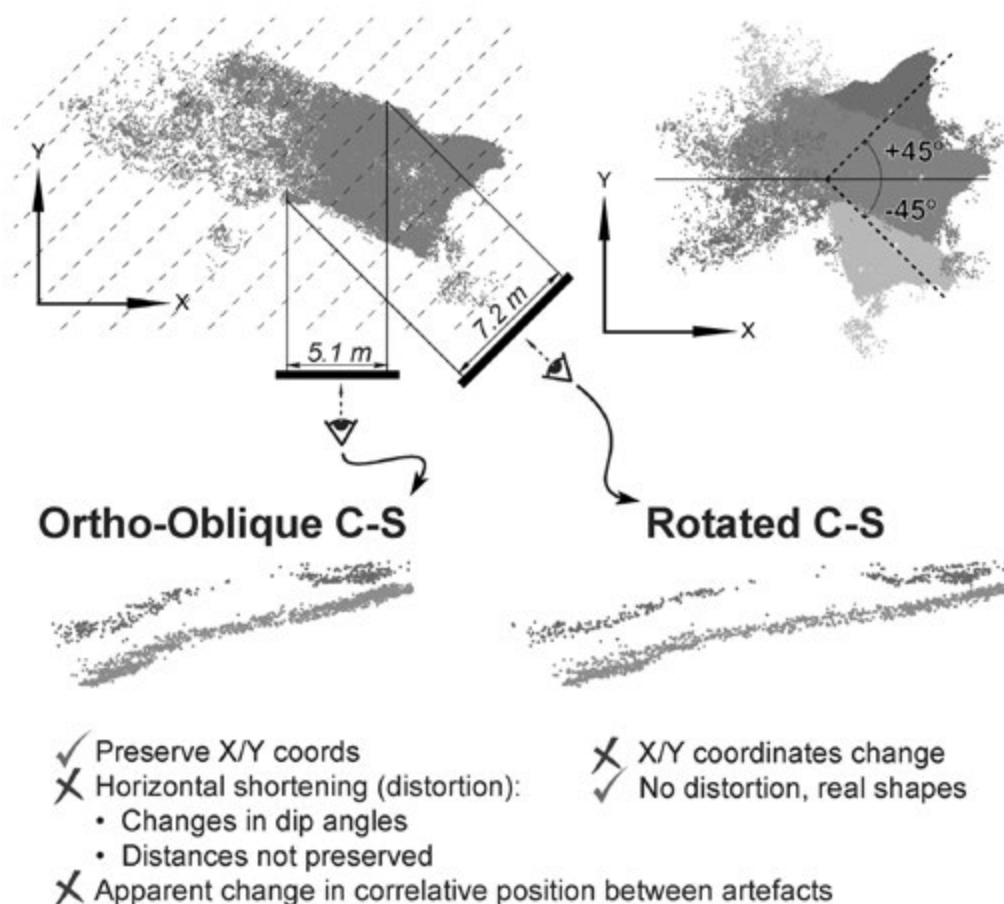 Y
X
5.1 m
7.2 m
+45°
-45°
Y
X
Ortho-Oblique C-S
Rotated C-S
Preserve X/Y coords
Horizontal shortening (distortion):
• Changes in dip angles
• Distances not preserved
Apparent change in correlative position between artefacts
X/Y coordinates change
No distortion, real shapes